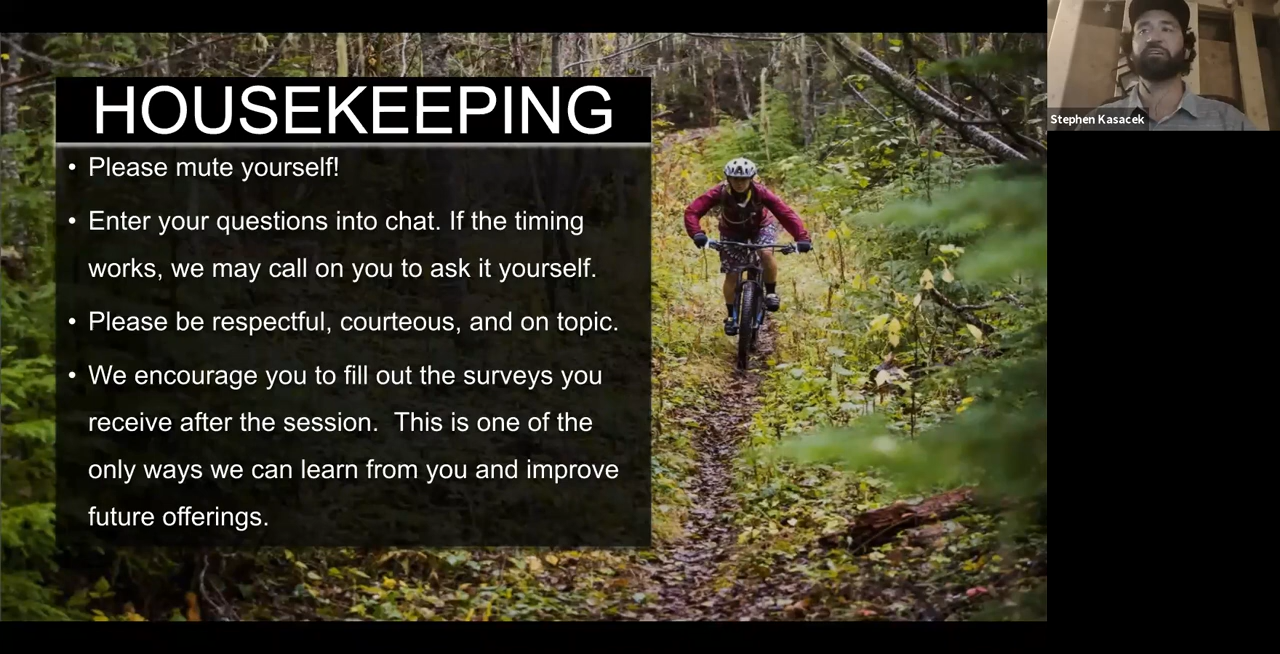 HOUSEKEEPING
• Please mute yourself!
• Enter your questions into chat. If the timing
works, we may call on you to ask it yourself.
• Please be respectful, courteous, and on topic.
• We encourage you to fill out the surveys you
receive after the session.  This is one of the
only ways we can learn from you and improve
future offerings.
Stephen Kasacek